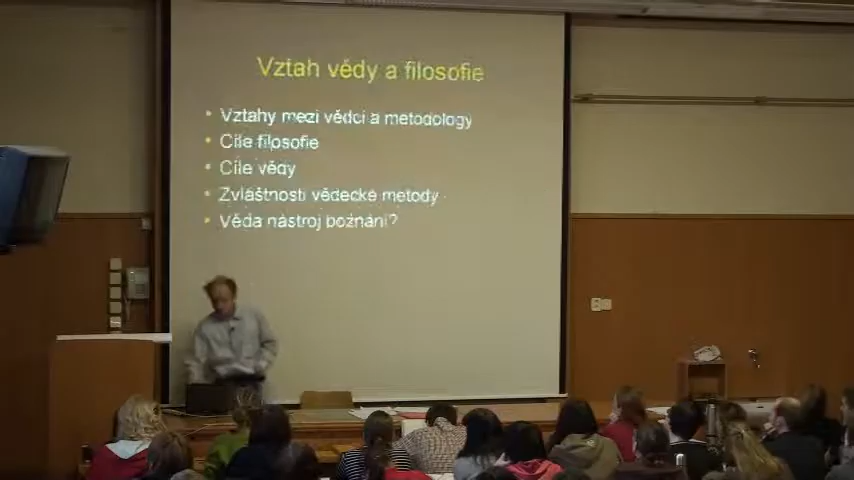 Vztah vědy a filosofie
• Vztahy mezi vědci a metodology
• Cíle filosofie
• Cíle vědy
• Zvláštnosti vědecké metody
• Věda nástroj poznání?